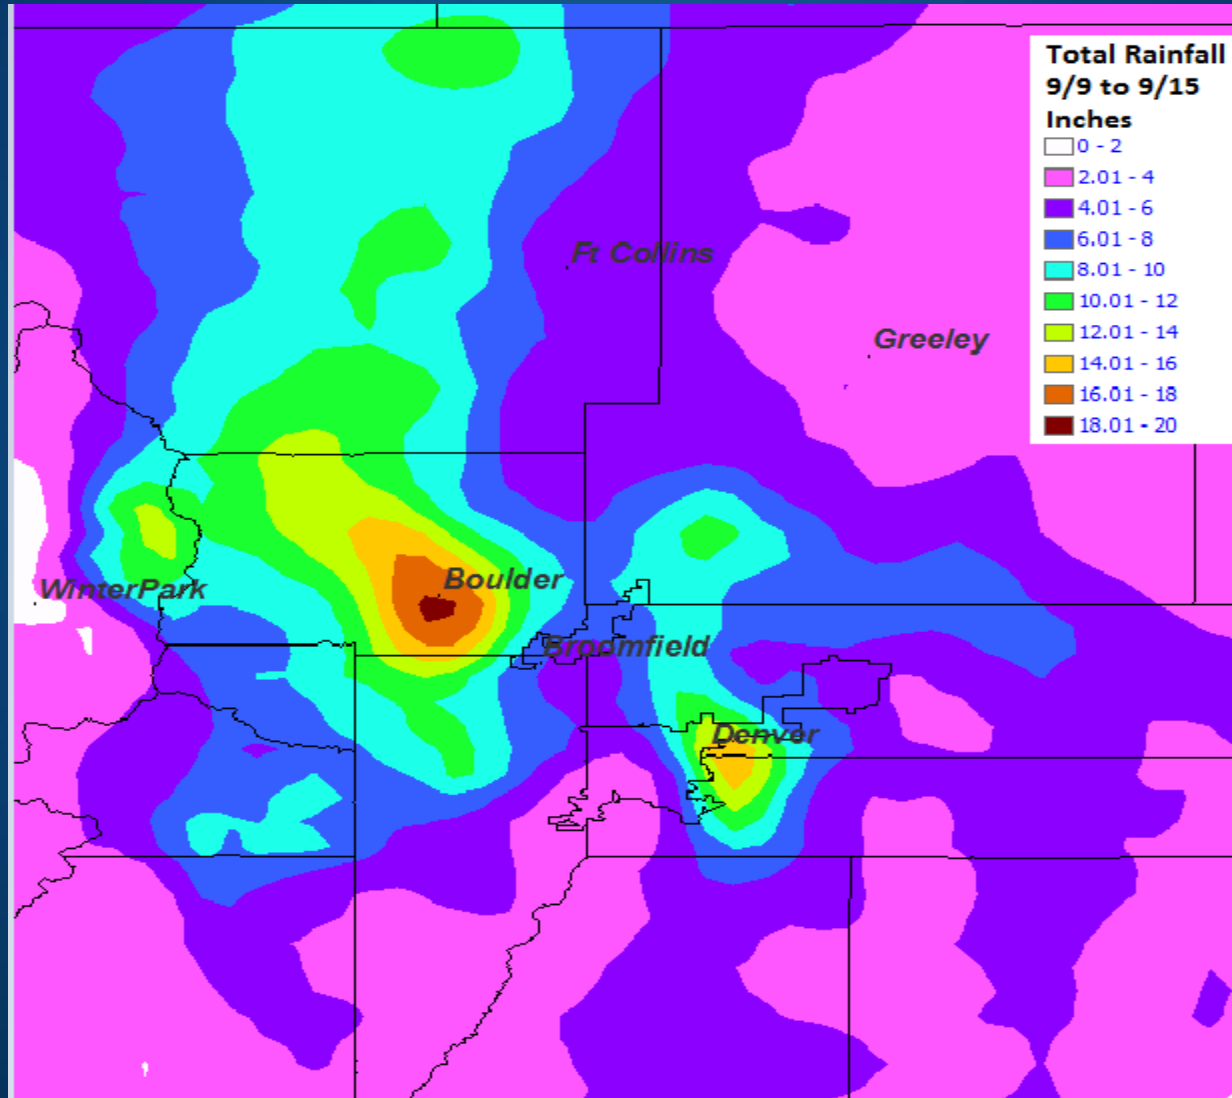 Total Rainfall
9/9 to 9/15
Inches
0 - 2
2.01 - 4
4.01 - 6
6.01 - 8
8.01 - 10
10.01 - 12
12.01 - 14
14.01 - 16
16.01 - 18
18.01 - 20
Ft Collins
Greeley
Boulder
WinterPark
Broomfield
Denver